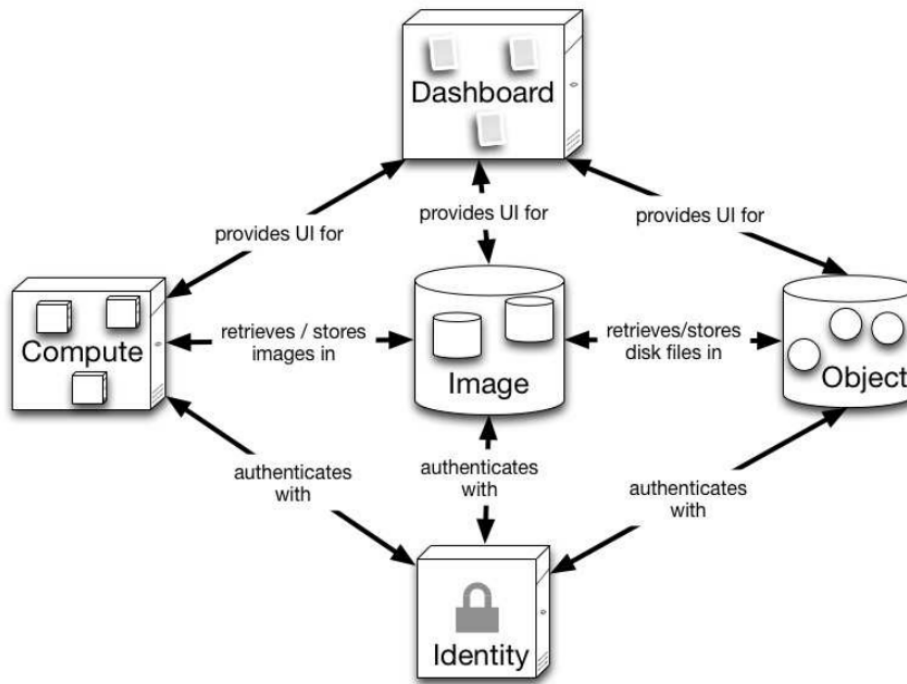 Dashboard
provides UI for
provides UI for
provides UI for
Compute
retrieves / stores
images in
Image
retrieves/stores
disk files in
Object
authenticates
with
authenticates
with
authenticates
with
Identity